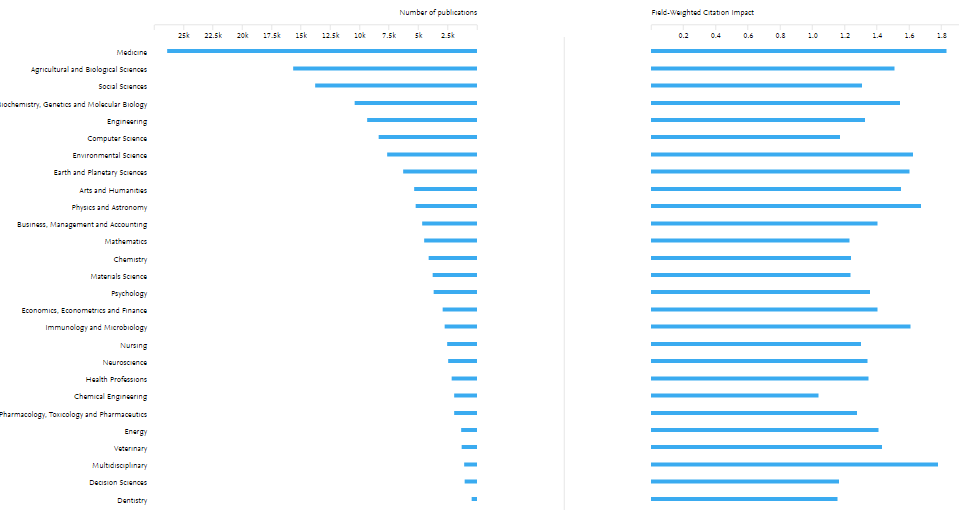 Number of publications
Field-Weighted Citation Impact
25k 22.5k 20k 17.5k 15k 12.5k 10k 7.5k 5k 2.5k
0.2 0.4 0.6 0.8 1.0 1.2 1.4 1.6 1.8
Medicine
Agricultural and Biological Sciences
Social Sciences
iochemistry, Genetics and Molecular Biology
Engineering
Computer Science
Environmental Science
Earth and Planetary Sciences
Arts and Humanities
Physics and Astronomy
Business, Management and Accounting
Mathematics
Chemistry
Materials Science
Psychology
Economics, Econometrics and Finance
Immunology and Microbiology
Nursing
Neuroscience
Health Professions
Chemical Engineering
Pharmacology, Toxicology and Pharmaceutics
Energy
Veterinary
Multidisciplinary
Decision Sciences
Dentistry